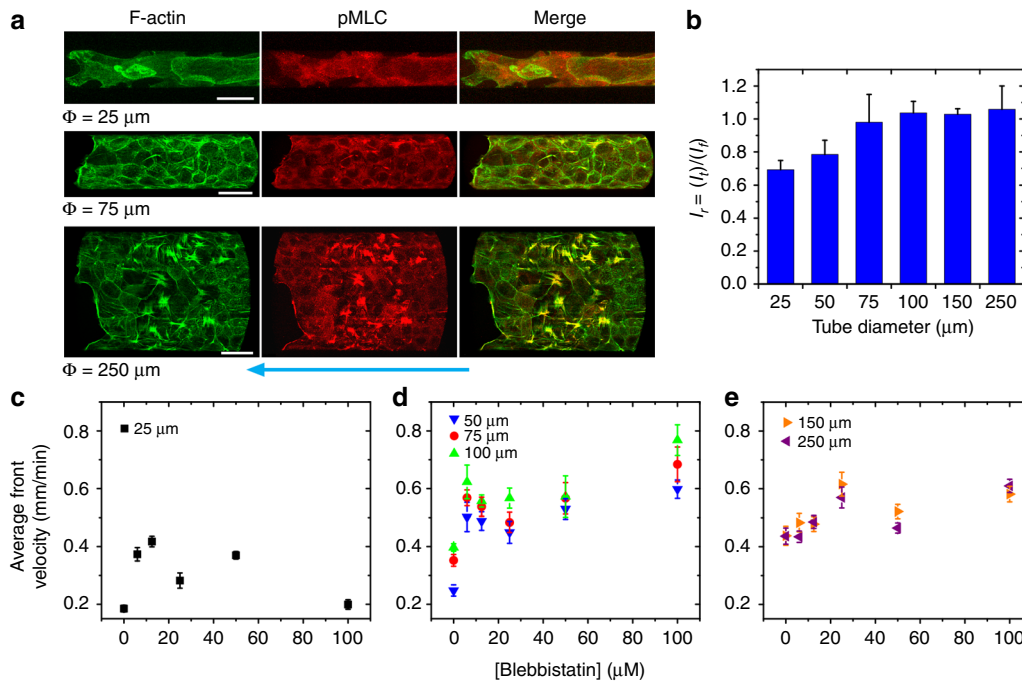 a
F-actin pMLC Merge
Φ = 25 μm
Φ = 75 μm
Φ = 250 μm
b
I_r = ⟨I_t⟩/⟨I_f⟩
1.2
1.0
0.8
0.6
0.4
0.2
0.0
25 50 75 100 150 250
Tube diameter (μm)
c
Average front
velocity (mm/min)
25 μm
0.8
0.6
0.4
0.2
0 20 40 60 80 100
d
50 μm
75 μm
100 μm
0.8
0.6
0.4
0.2
0 20 40 60 80 100
[Blebbistatin] (μM)
e
150 μm
250 μm
0.8
0.6
0.4
0.2
0 20 40 60 80 100